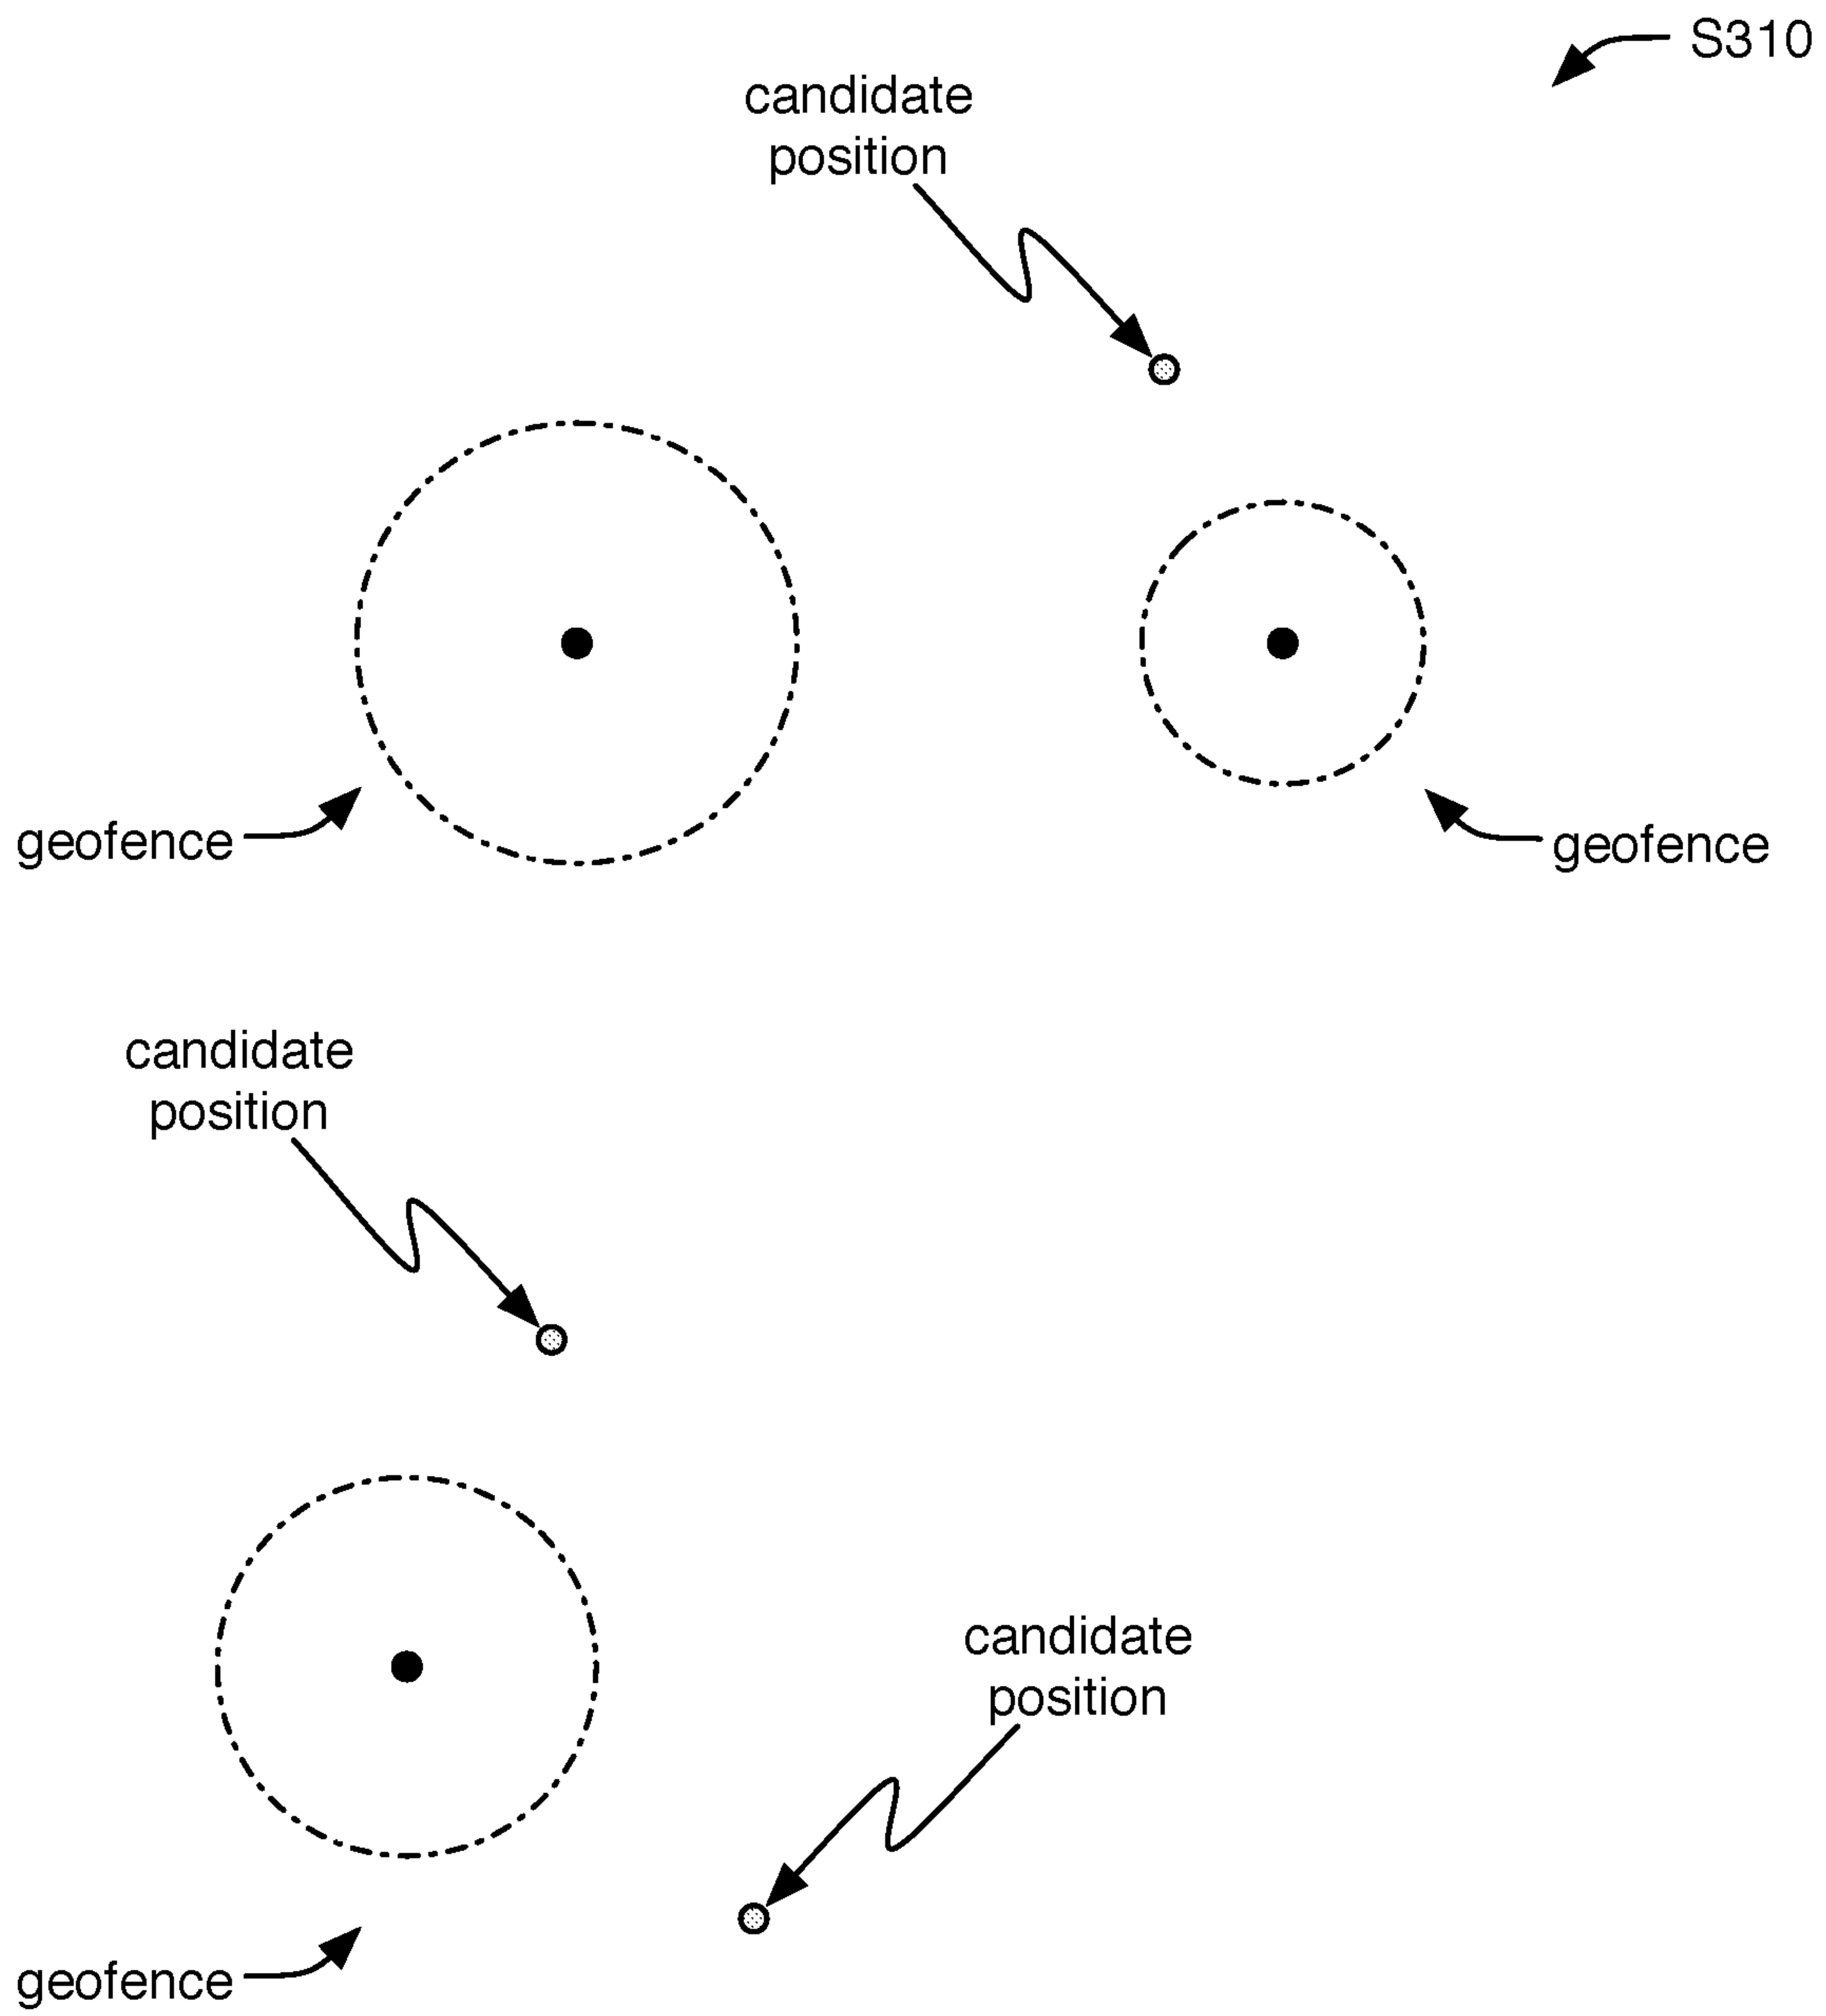 S310
candidate
position
geofence
geofence
candidate
position
candidate
position
geofence